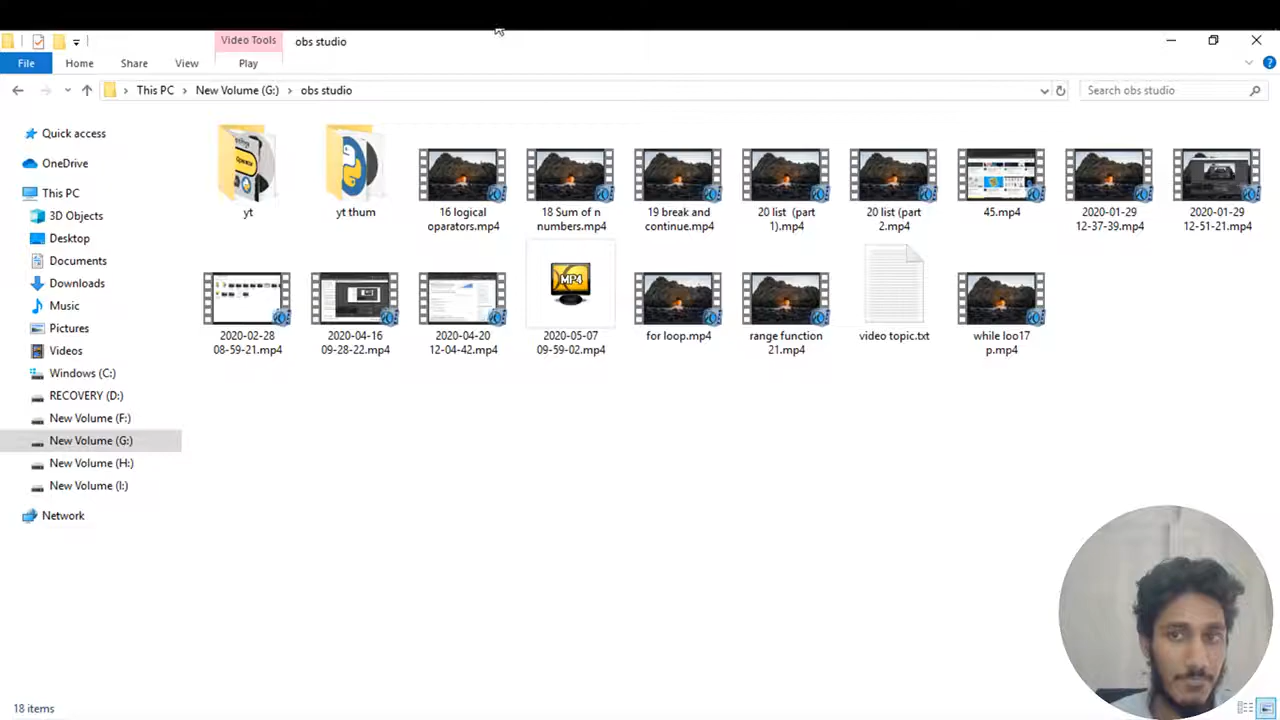 Video Tools
obs studio
File
Home
Share
View
Play
This PC
New Volume (G:)
obs studio
Search obs studio
Quick access
OneDrive
This PC
3D Objects
Desktop
Documents
Downloads
Music
Pictures
Videos
Windows (C:)
RECOVERY (D:)
New Volume (F:)
New Volume (G:)
New Volume (H:)
New Volume (I:)
Network
yt
yt thum
16 logical
oparators.mp4
18 Sum of n
numbers.mp4
19 break and
continue.mp4
20 list (part
1).mp4
20 list (part
2.mp4
45.mp4
2020-01-29
12-37-39.mp4
2020-01-29
12-51-21.mp4
2020-02-28
08-59-21.mp4
2020-04-16
09-28-22.mp4
2020-04-20
12-04-42.mp4
MP4
2020-05-07
09-59-02.mp4
for loop.mp4
range function
21.mp4
video topic.txt
while loo17
p.mp4
18 items